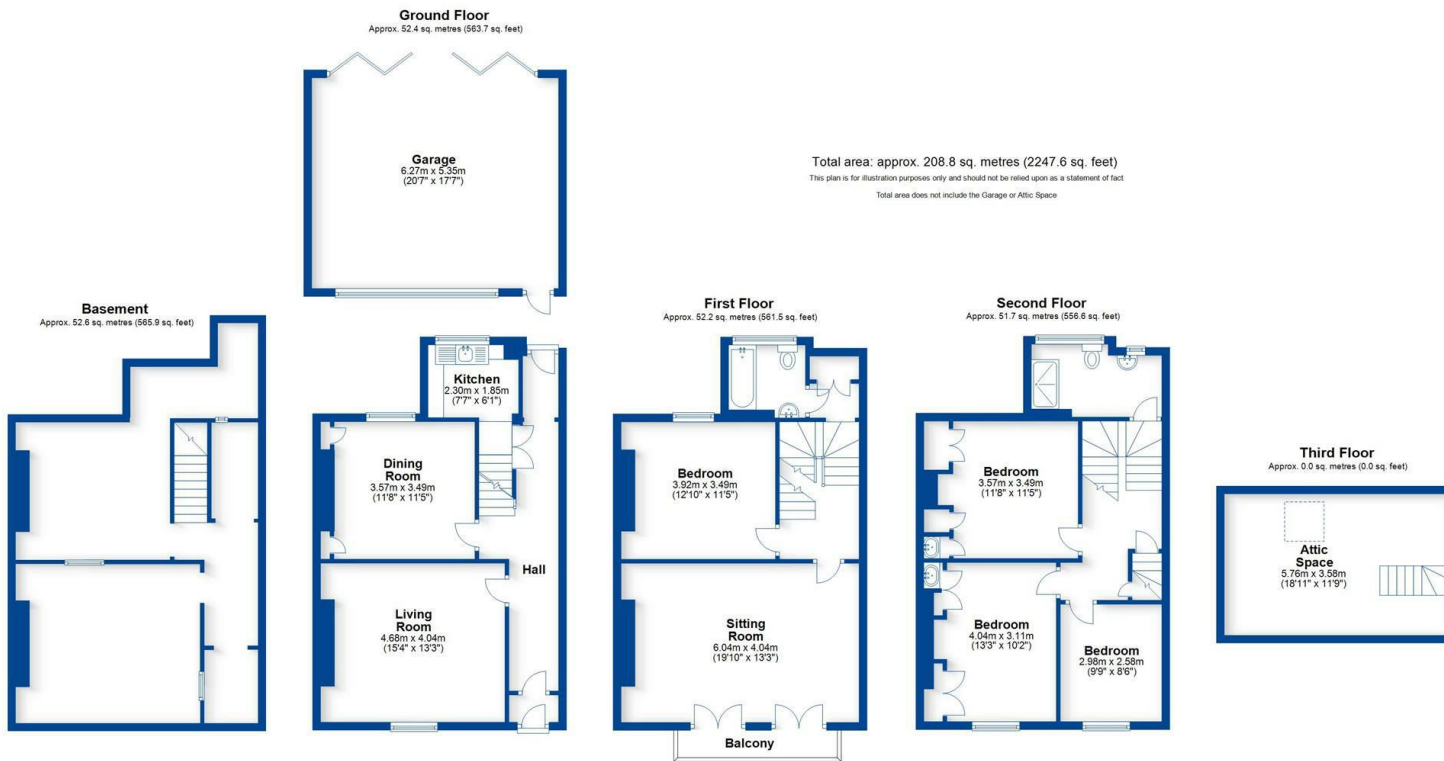 Ground Floor
Approx. 52.4 sq. metres (563.7 sq. feet)
Garage
6.27m x 5.35m
(20'7" x 17'7")
Total area: approx. 208.8 sq. metres (2247.6 sq. feet)
This plan is for illustration purposes only and should not be relied upon as a statement of fact
Total area does not include the Garage or Attic Space
Basement
Approx. 52.6 sq. metres (565.9 sq. feet)
Kitchen
2.30m x 1.85m
(7'7" x 6'1")
Dining
Room
3.57m x 3.49m
(11'8" x 11'5")
Hall
Living
Room
4.68m x 4.04m
(15'4" x 13'3")
First Floor
Approx. 52.2 sq. metres (561.5 sq. feet)
Bedroom
3.92m x 3.49m
(12'10" x 11'5")
Sitting
Room
6.04m x 4.04m
(19'10" x 13'3")
Balcony
Second Floor
Approx. 51.7 sq. metres (556.6 sq. feet)
Bedroom
3.57m x 3.49m
(11'8" x 11'5")
Bedroom
4.04m x 3.11m
(13'3" x 10'2")
Bedroom
2.98m x 2.58m
(9'9" x 8'6")
Third Floor
Approx. 0.0 sq. metres (0.0 sq. feet)
Attic
Space
5.76m x 3.58m
(18'11" x 11'9")